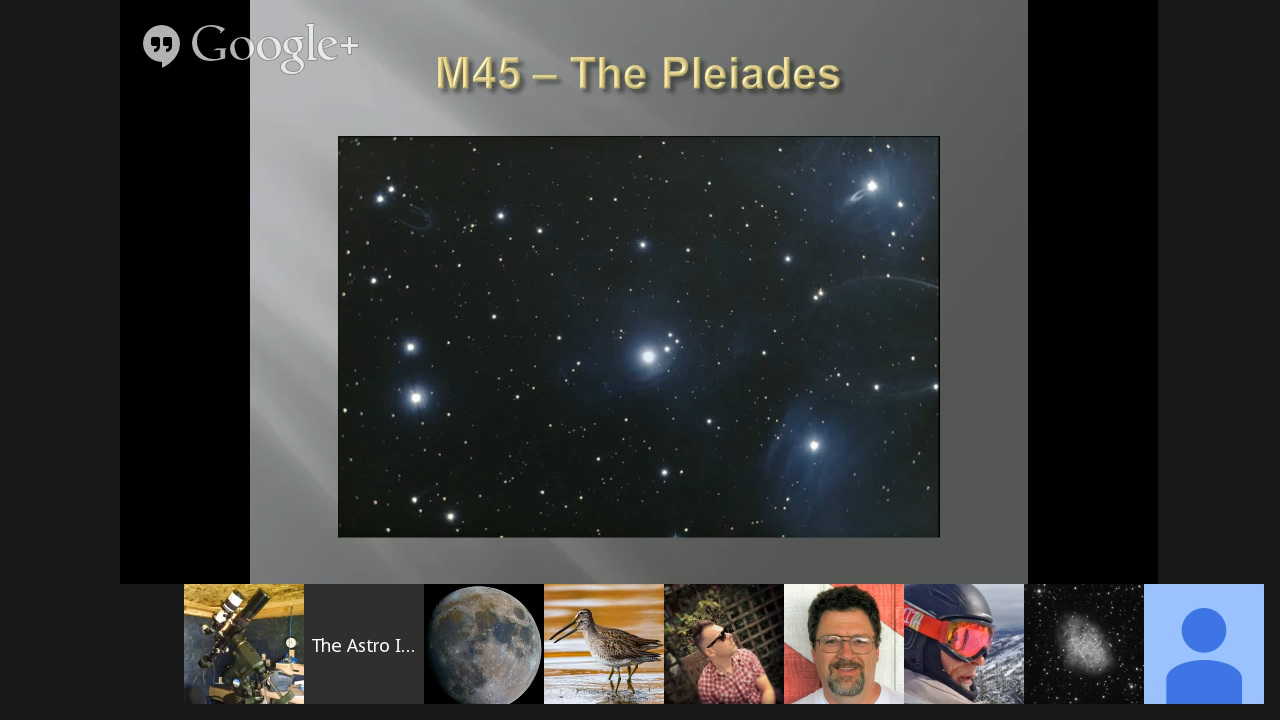 Google+
M45 – The Pleiades
The Astro I...